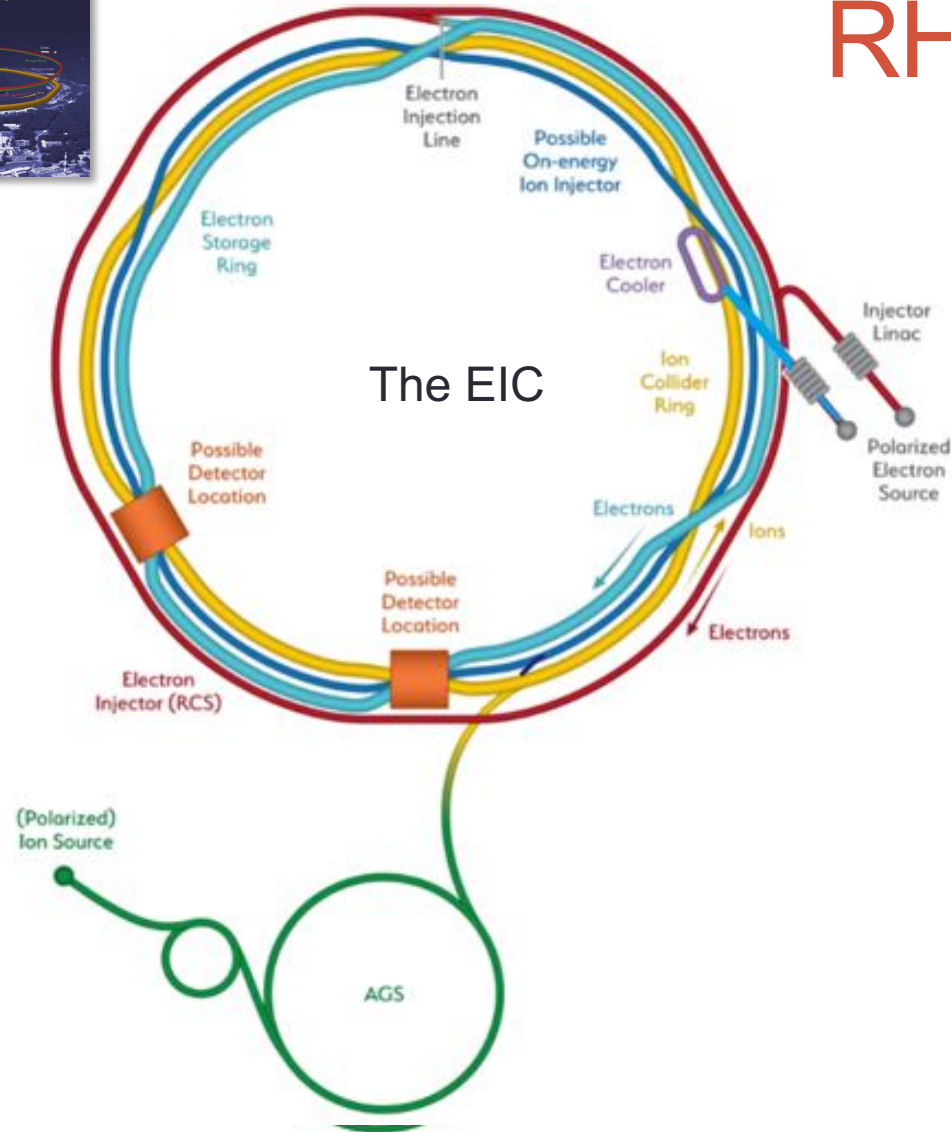 RH
Electron
Injection
Line
Possible
On-energy
Ion Injector
Electron
Storage
Ring
Electron
Cooler
Injector
Linac
The EIC
Ion
Collider
Ring
Polarized
Electron
Source
Possible
Detector
Location
Electrons
Ions
Possible
Detector
Location
Electrons
Electron
Injector (RCS)
(Polarized)
Ion Source
AGS